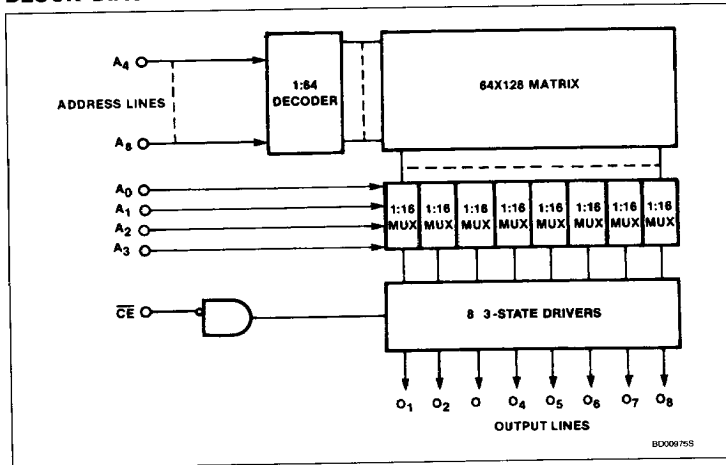 A4
ADDRESS LINES
A8
1:64
DECODER
64X128 MATRIX
A0
A1
A2
A3
1:16
MUX
1:16
MUX
1:16
MUX
1:16
MUX
1:16
MUX
1:16
MUX
1:16
MUX
1:16
MUX
CE
8 3-STATE DRIVERS
O1 O2 O O4 O5 O6 O7 O8
OUTPUT LINES
BD00975S